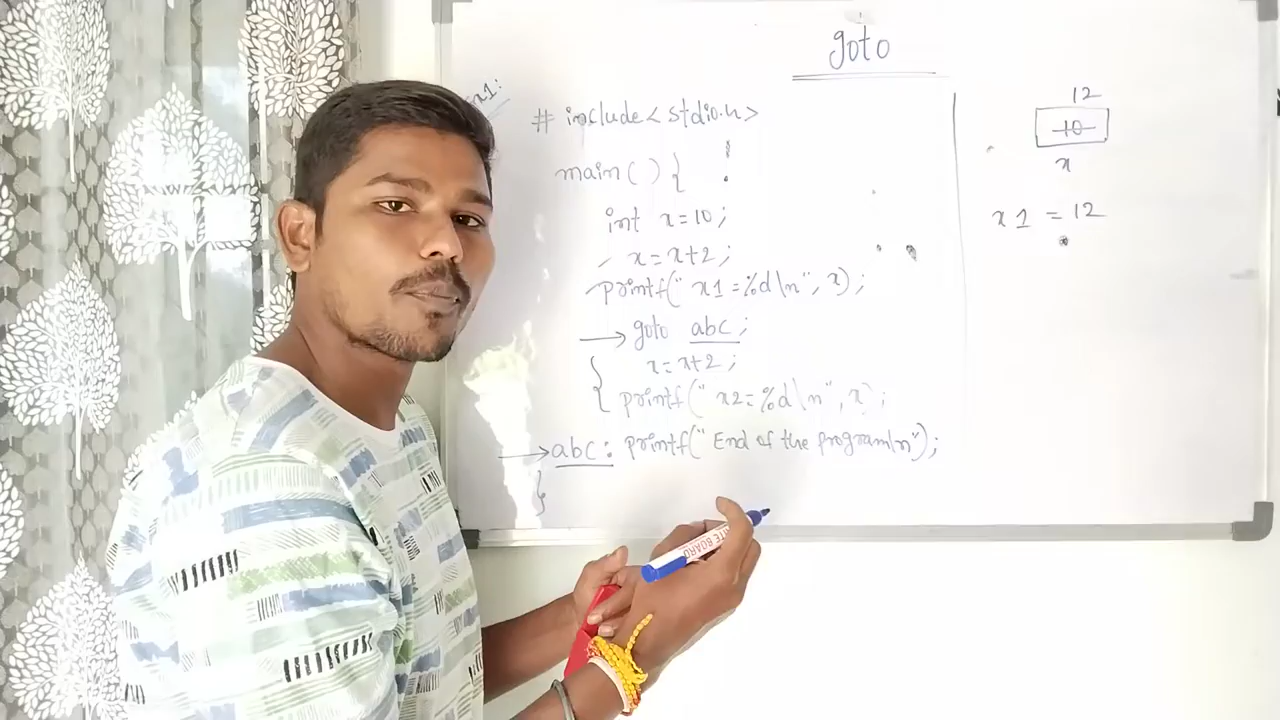 goto
x1:
# include< stdio.h>
main( ) {
int x=10;
x=x+2;
printf(" x1=%d\n", x);
goto abc;
x=x+2;
printf(" x2=%d\n", x);
abc: printf(" End of the program\n");
}
12
10
x
x1 = 12